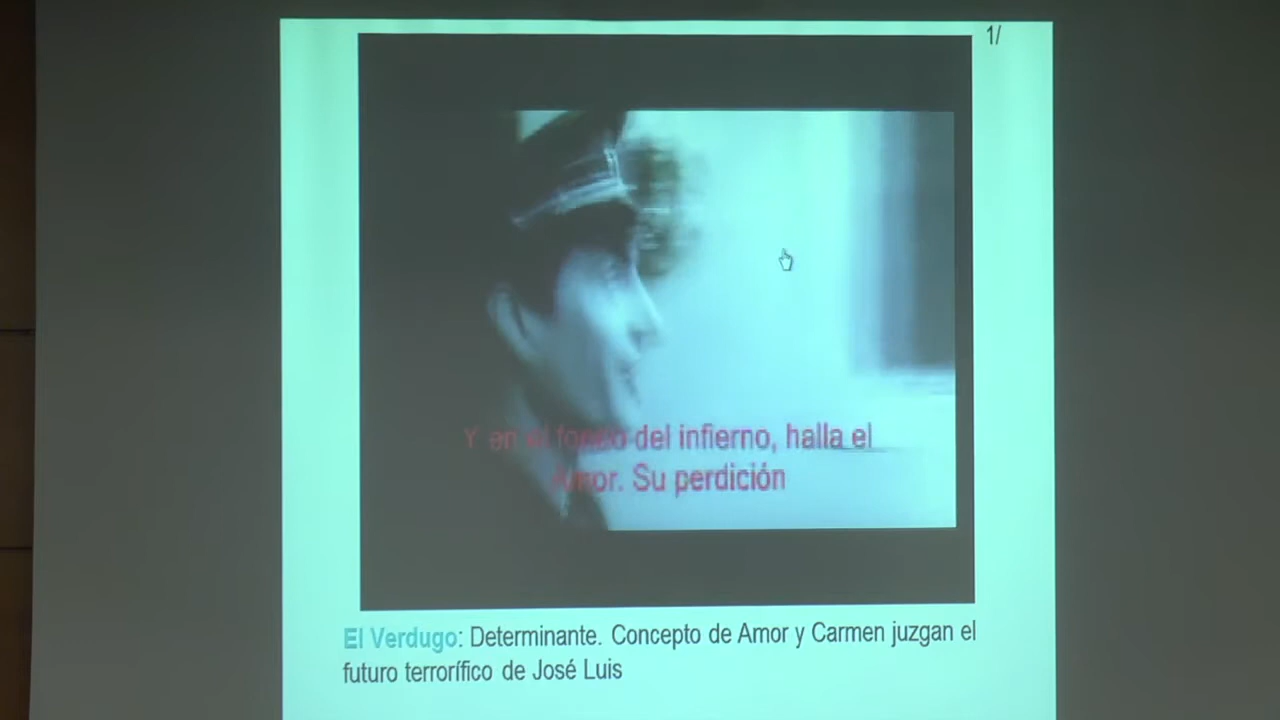 1/
Y en el fondo del infierno, halla el
Amor. Su perdición
El Verdugo: Determinante. Concepto de Amor y Carmen juzgan el
futuro terrorífico de José Luis